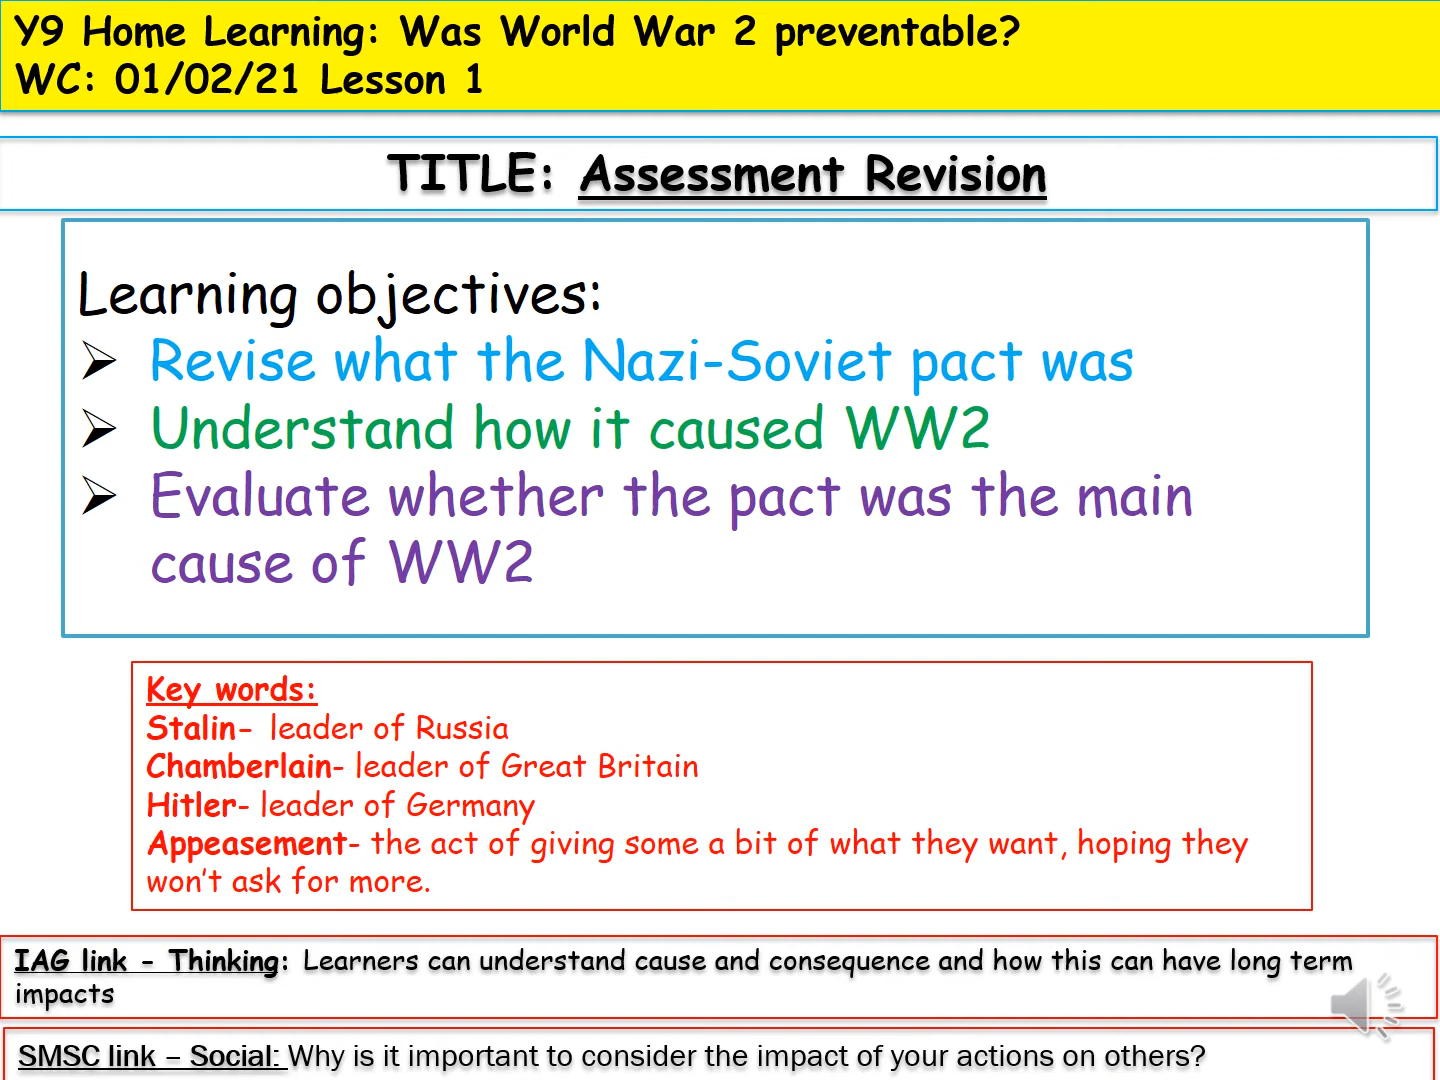 Y9 Home Learning: Was World War 2 preventable?
WC: 01/02/21 Lesson 1
TITLE: Assessment Revision
Learning objectives:
➢ Revise what the Nazi-Soviet pact was
➢ Understand how it caused WW2
➢ Evaluate whether the pact was the main
cause of WW2
Key words:
Stalin- leader of Russia
Chamberlain- leader of Great Britain
Hitler- leader of Germany
Appeasement- the act of giving some a bit of what they want, hoping they
won't ask for more.
IAG link - Thinking: Learners can understand cause and consequence and how this can have long term
impacts
SMSC link – Social: Why is it important to consider the impact of your actions on others?